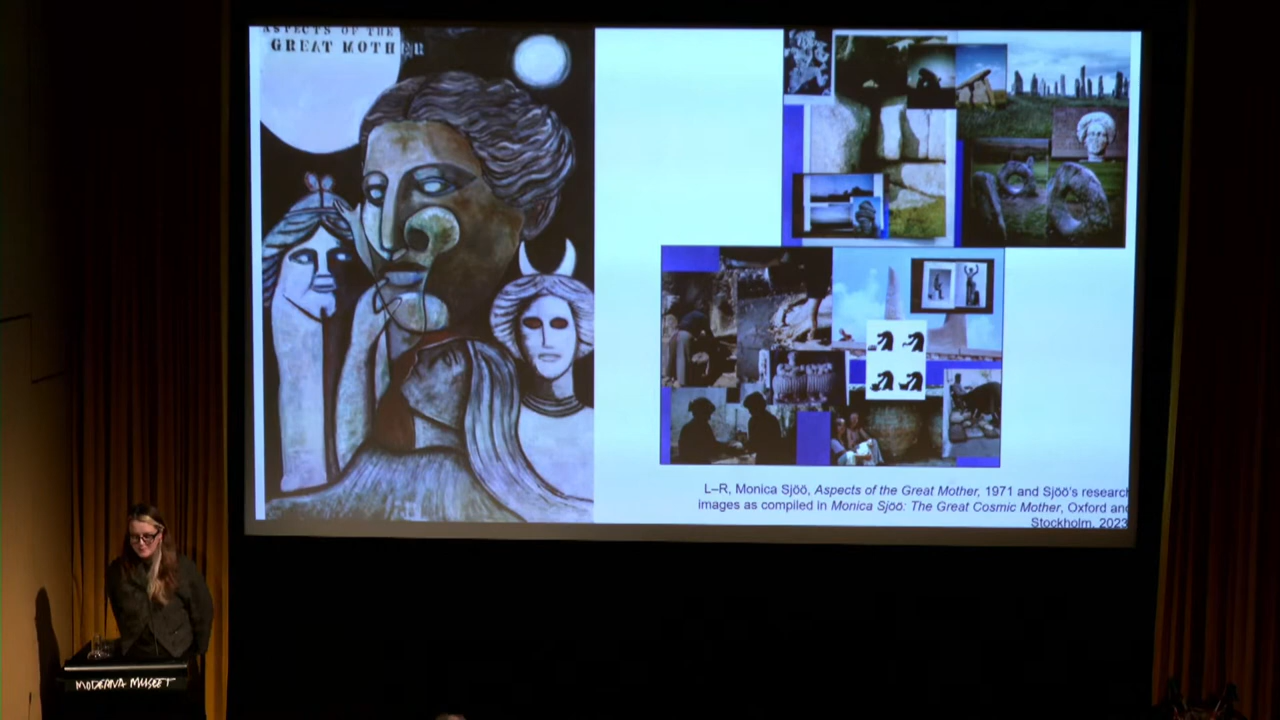 ASPECTS OF THE
GREAT MOTHER
L–R, Monica Sjöö, Aspects of the Great Mother, 1971 and Sjöö's research
images as compiled in Monica Sjöö: The Great Cosmic Mother, Oxford and
Stockholm, 2023
MODERNA MUSEET